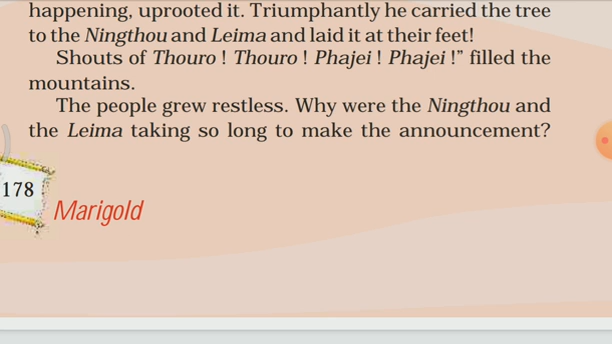 happening, uprooted it. Triumphantly he carried the tree
to the Ningthou and Leima and laid it at their feet!
Shouts of Thouro ! Thouro ! Phajei ! Phajei !” filled the
mountains.
The people grew restless. Why were the Ningthou and
the Leima taking so long to make the announcement?
178
Marigold